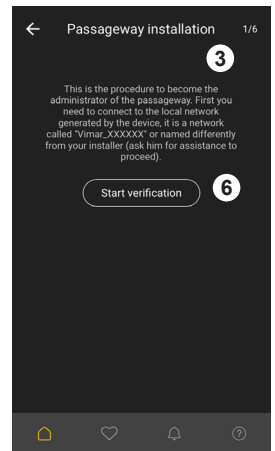 Passageway installation 1/6
3
This is the procedure to become the
administrator of the passageway. First you
need to connect to the local network
generated by the device, it is a network
called "Vimar_XXXXXX" or named differently
from your installer (ask him for assistance to
proceed).
Start verification 6
?